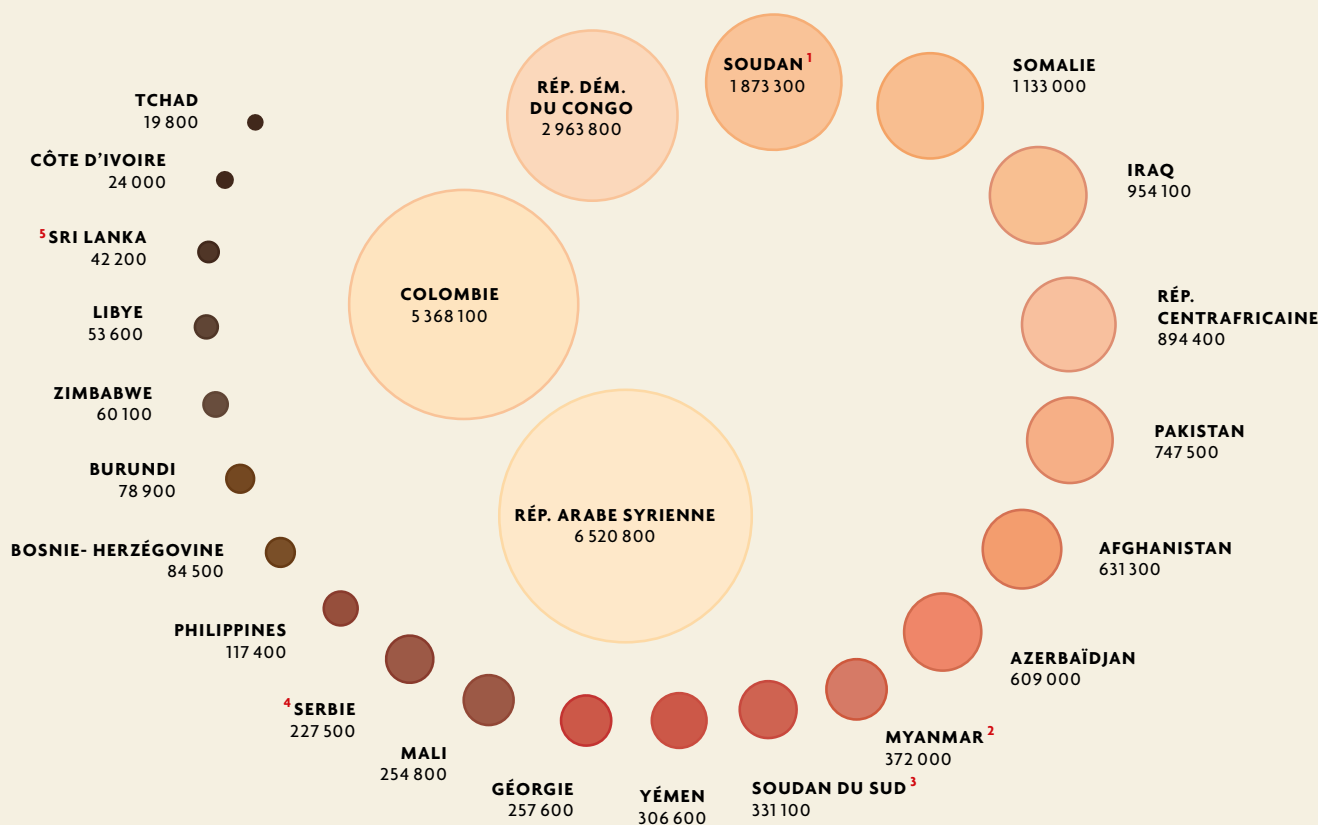 RÉP. ARABE SYRIENNE
6 520 800
COLOMBIE
5 368 100
RÉP. DÉM.
DU CONGO
2 963 800
SOUDAN 1
1 873 300
SOMALIE
1 133 000
IRAQ
954 100
RÉP.
CENTRAFRICAINE
894 400
PAKISTAN
747 500
AFGHANISTAN
631 300
AZERBAÏDJAN
609 000
MYANMAR 2
372 000
SOUDAN DU SUD 3
331 100
YÉMEN
306 600
GÉORGIE
257 600
MALI
254 800
4 SERBIE
227 500
PHILIPPINES
117 400
BOSNIE- HERZÉGOVINE
84 500
BURUNDI
78 900
ZIMBABWE
60 100
LIBYE
53 600
5 SRI LANKA
42 200
CÔTE D’IVOIRE
24 000
TCHAD
19 800